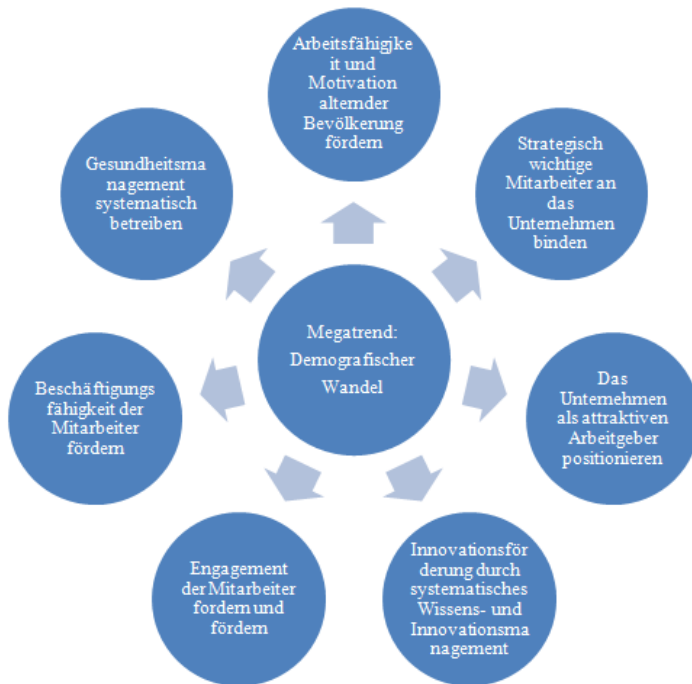 Arbeitsfähigke
it und
Motivation
alternder
Bevölkerung
fördern
Strategisch
wichtige
Mitarbeiter an
das
Unternehmen
binden
Das
Unternehmen
als attraktiven
Arbeitgeber
positionieren
Innovationsför
derung durch
systematisches
Wissens- und
Innovationsma
nagement
Engagement
der Mitarbeiter
fordern und
fördern
Beschäftigungs
fähigkeit der
Mitarbeiter
fördern
Gesundheitsma
nagement
systematisch
betreiben
Megatrend:
Demografischer
Wandel